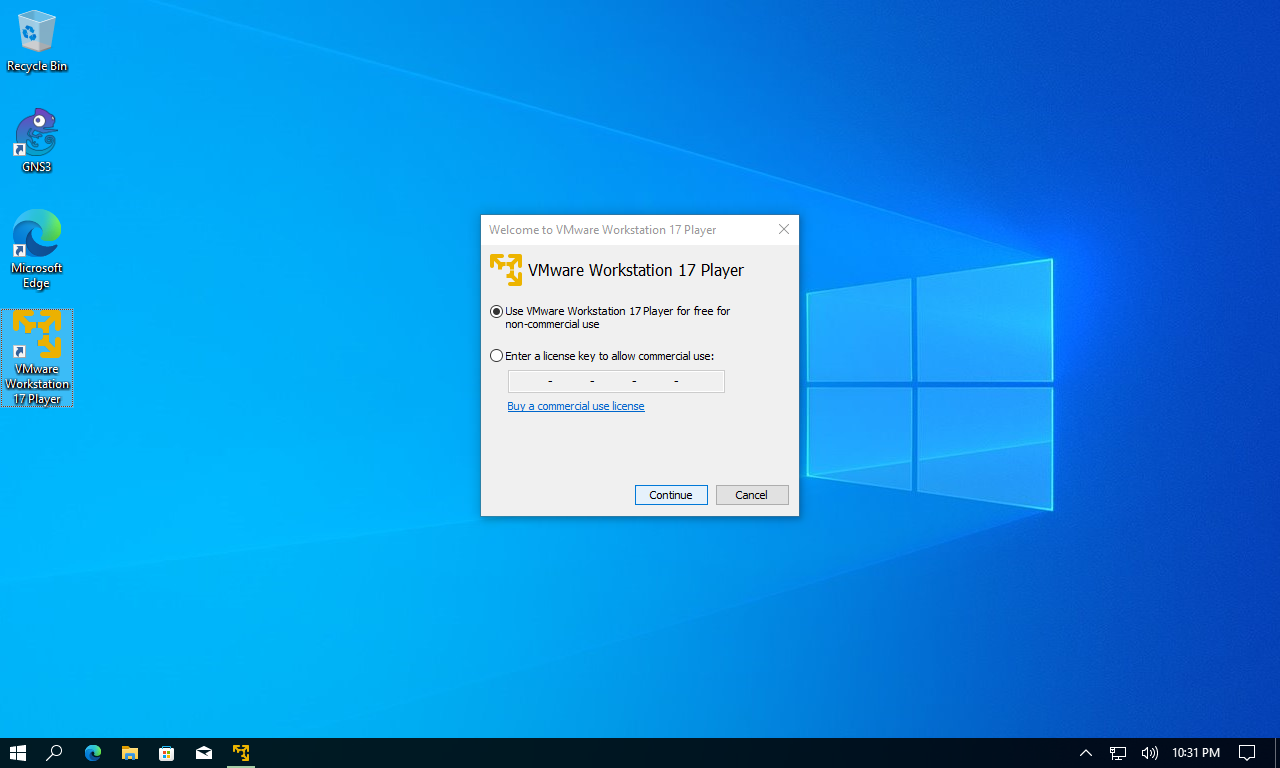 Recycle Bin
GNS3
Microsoft
Edge
VMware
Workstation
17 Player
Welcome to VMware Workstation 17 Player
VMware Workstation 17 Player
Use VMware Workstation 17 Player for free for
non-commercial use
Enter a license key to allow commercial use:
- - - -
Buy a commercial use license
Continue
Cancel
10:31 PM